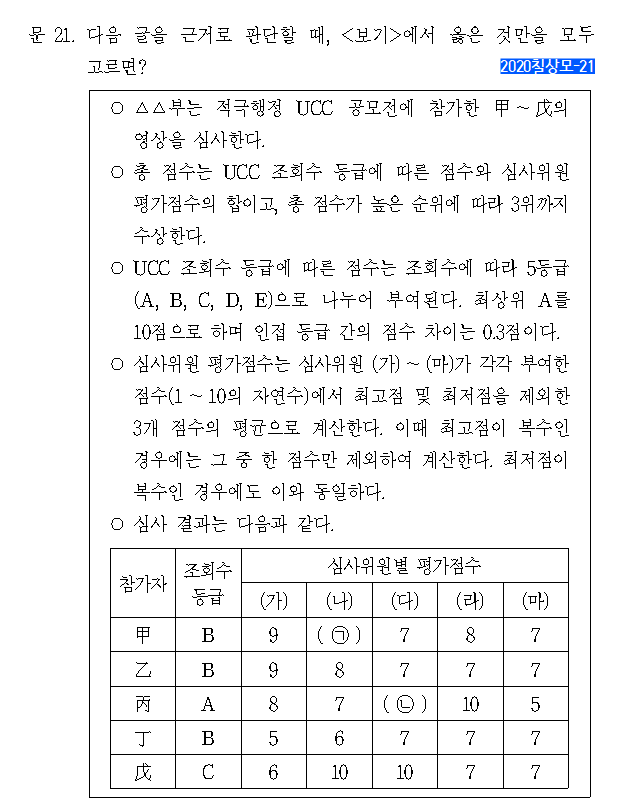 문 21. 다음 글을 근거로 판단할 때, <보기>에서 옳은 것만을 모두
고르면?
2020침상모-21
○ △△부는 적극행정 UCC 공모전에 참가한 甲～戊의
영상을 심사한다.
○ 총 점수는 UCC 조회수 등급에 따른 점수와 심사위원
평가점수의 합이고, 총 점수가 높은 순위에 따라 3위까지
수상한다.
○ UCC 조회수 등급에 따른 점수는 조회수에 따라 5등급
(A, B, C, D, E)으로 나누어 부여된다. 최상위 A를
10점으로 하며 인접 등급 간의 점수 차이는 0.3점이다.
○ 심사위원 평가점수는 심사위원 (가)～(마)가 각각 부여한
점수(1～10의 자연수)에서 최고점 및 최저점을 제외한
3개 점수의 평균으로 계산한다. 이때 최고점이 복수인
경우에는 그 중 한 점수만 제외하여 계산한다. 최저점이
복수인 경우에도 이와 동일하다.
○ 심사 결과는 다음과 같다.
참가자 조회수 등급 심사위원별 평가점수
(가) (나) (다) (라) (마)
甲 B 9 ( ㉠ ) 7 8 7
乙 B 9 8 7 7 7
丙 A 8 7 ( ㉡ ) 10 5
丁 B 5 6 7 7 7
戊 C 6 10 10 7 7